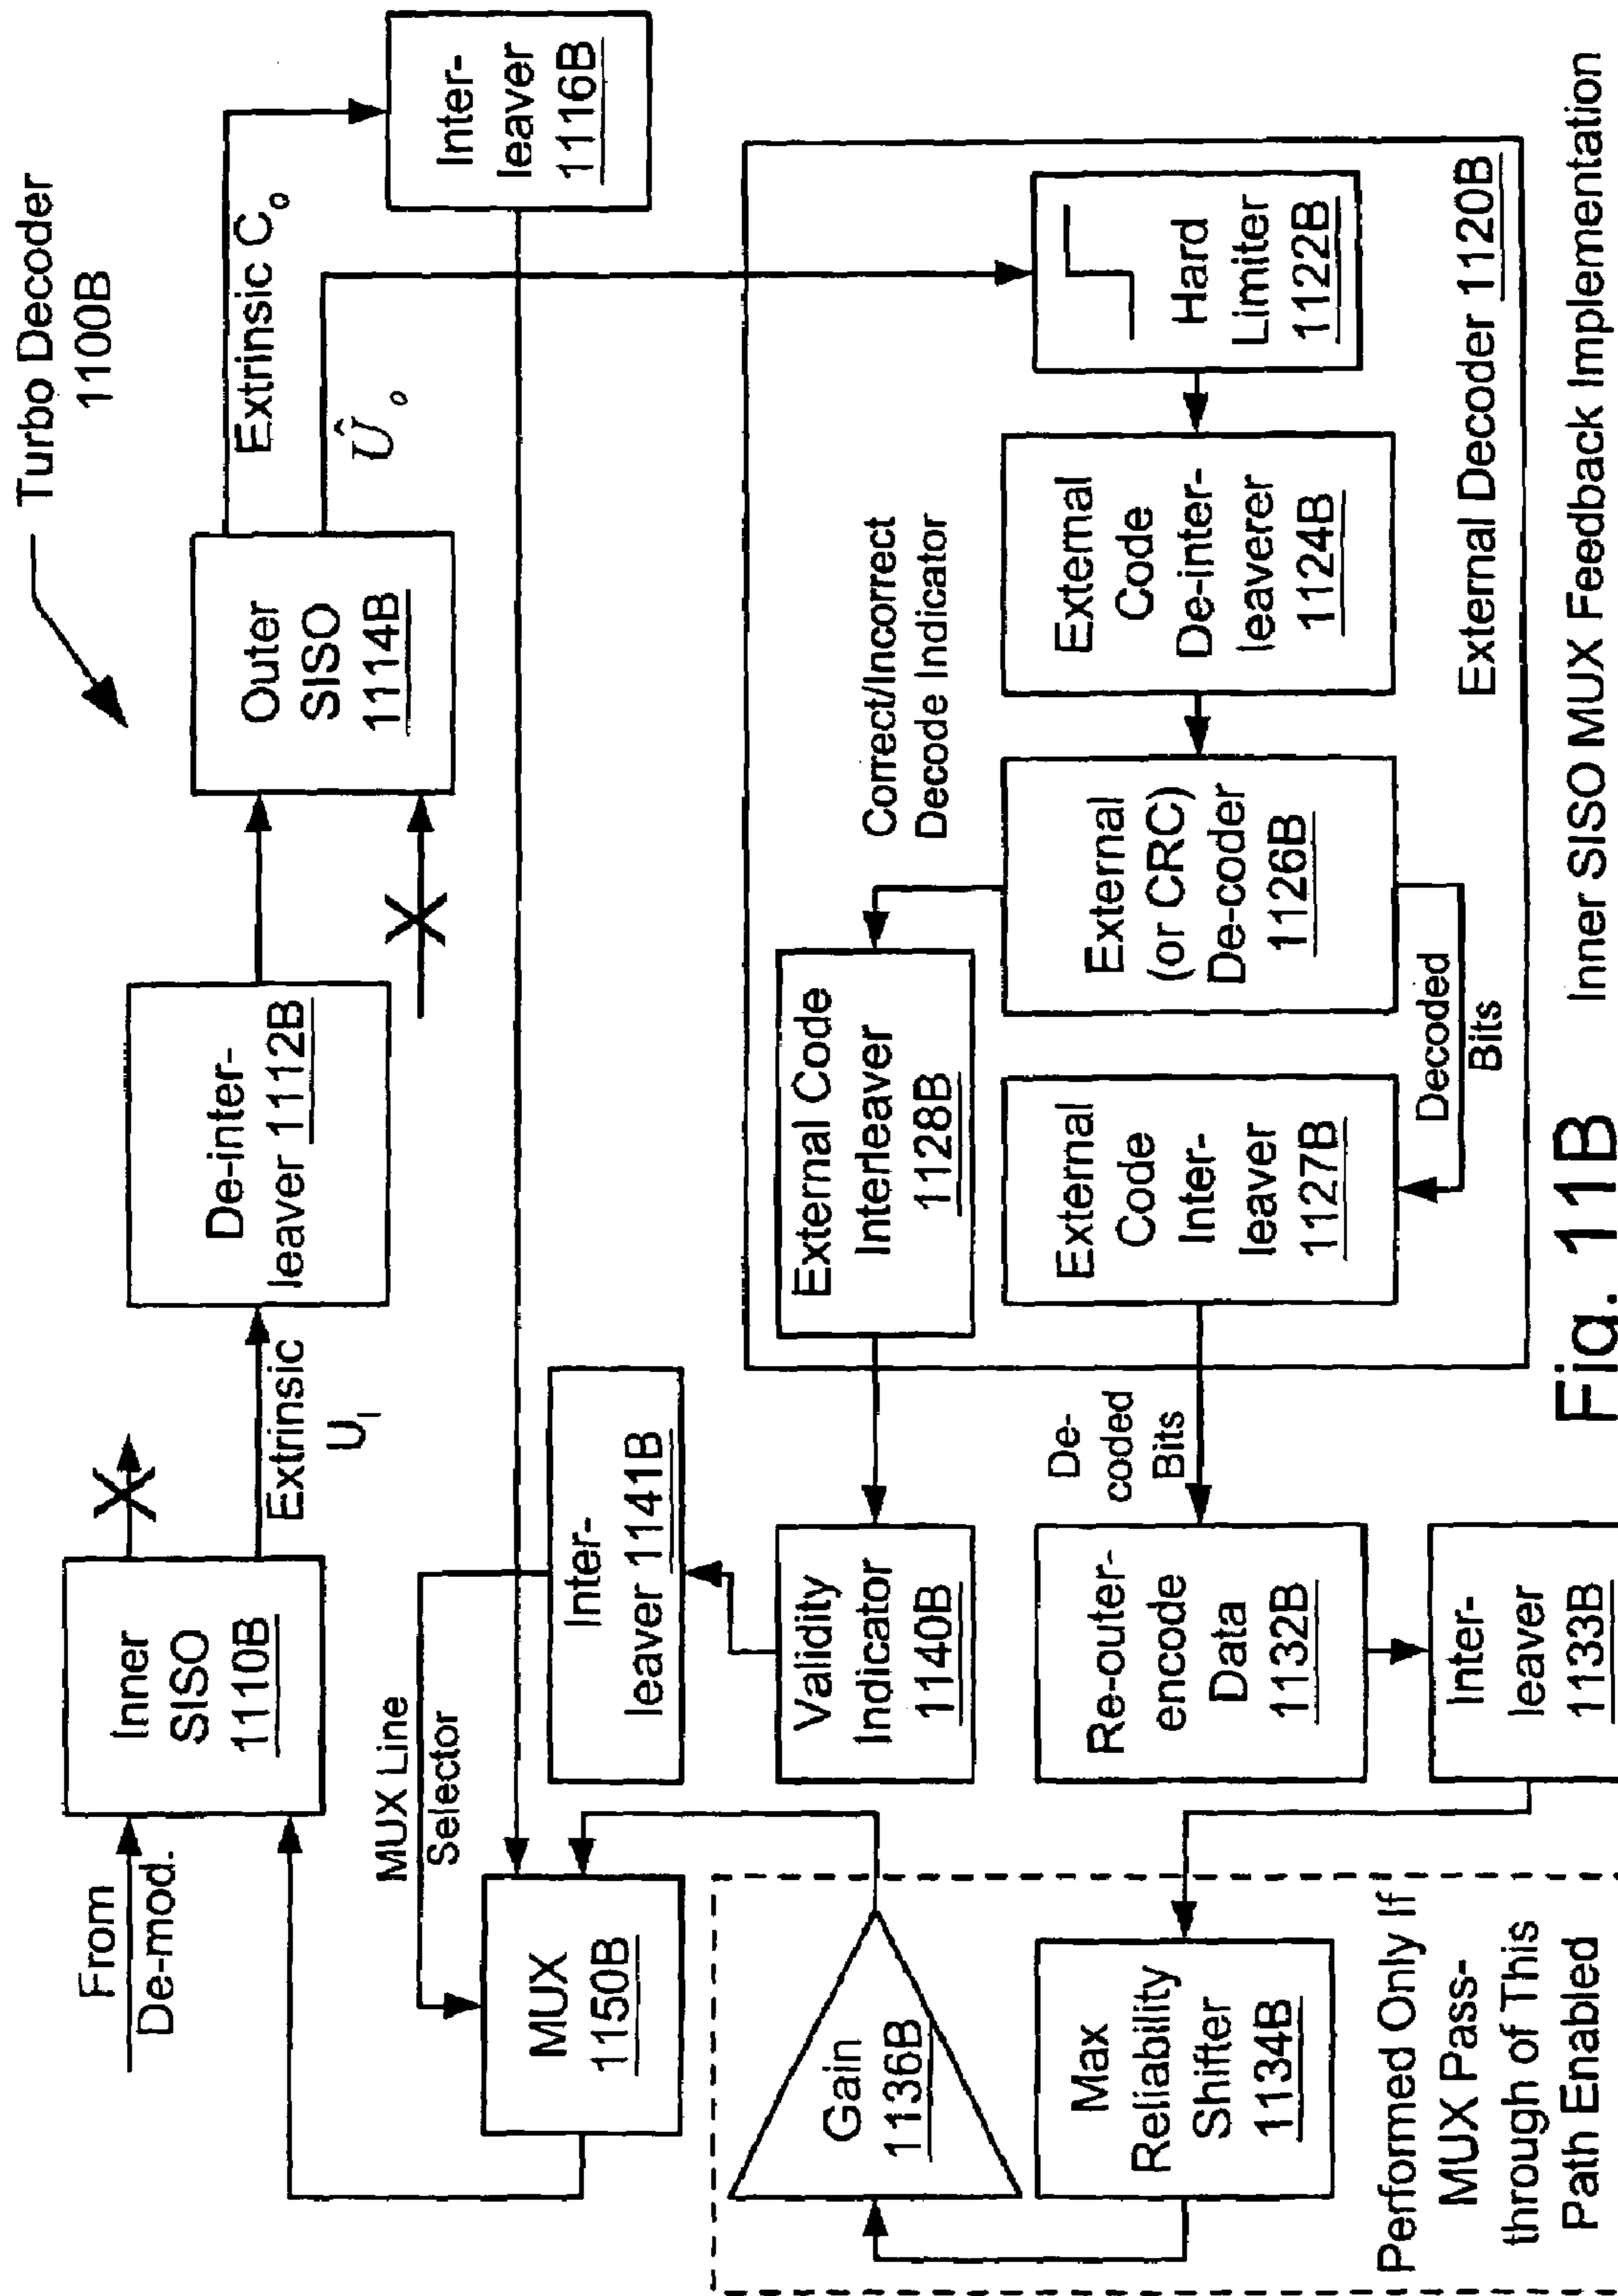 Turbo Decoder
1100B
From
De-mod.
Inner
SISO
1110B
Extrinsic
U_I
De-inter-
leaver 1112B
Outer
SISO
1114B
Extrinsic C_o
Û_o
Inter-
leaver
1116B
MUX Line
Selector
MUX
1150B
Inter-
leaver 1141B
Validity
Indicator
1140B
External Code
Interleaver
1128B
Correct/Incorrect
Decode Indicator
Gain
1136B
Max
Reliability
Shifter
1134B
Performed Only If
MUX Pass-
through of This
Path Enabled
Re-outer-
encode
Data
1132B
Inter-
leaver
1133B
De-
coded
Bits
External
Code
Inter-
leaver
1127B
Decoded
Bits
External
(or CRC)
De-coder
1126B
External
Code
De-inter-
leaverer
1124B
Hard
Limiter
1122B
External Decoder 1120B
Fig. 11B
Inner SISO MUX Feedback Implementation